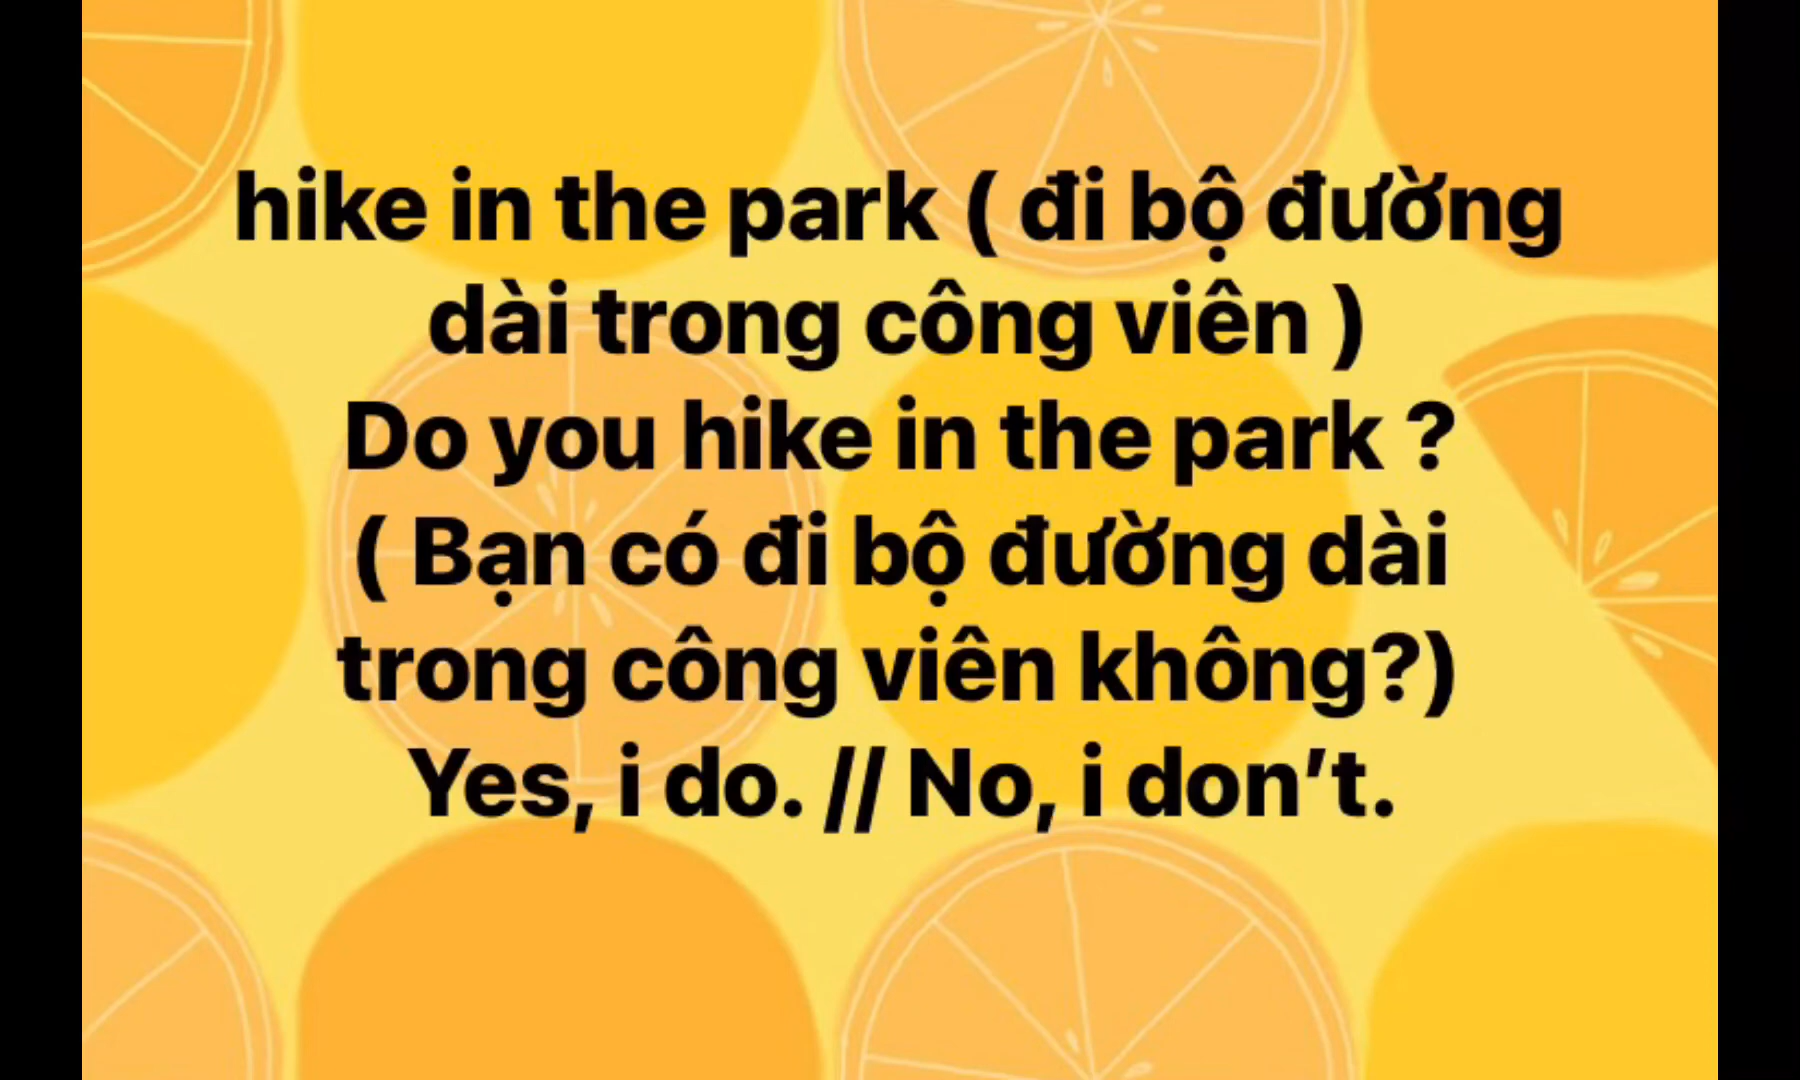 hike in the park ( đi bộ đường
dài trong công viên )
Do you hike in the park ?
( Bạn có đi bộ đường dài
trong công viên không?)
Yes, i do. // No, i don’t.